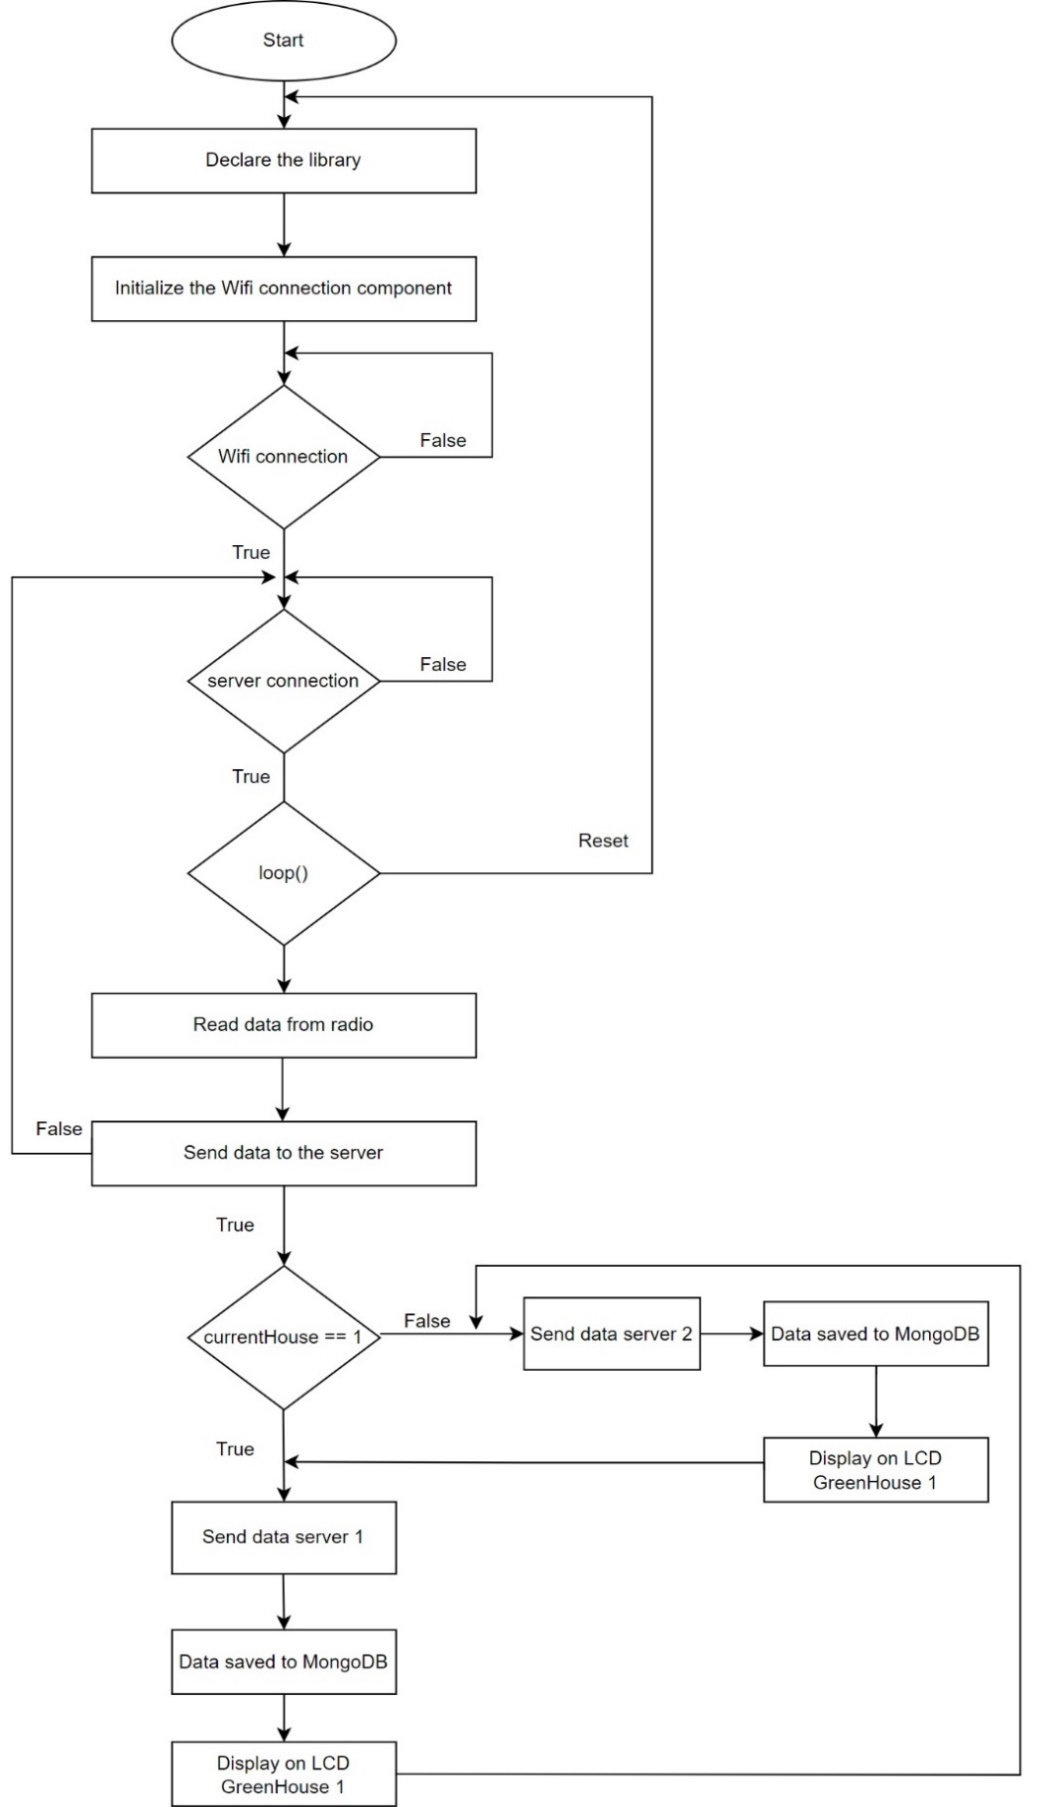 Start
Declare the library
Initialize the Wifi connection component
Wifi connection
False
True
server connection
False
True
loop()
Reset
Read data from radio
False
Send data to the server
True
currentHouse == 1
False
Send data server 2
Data saved to MongoDB
True
Display on LCD
GreenHouse 1
Send data server 1
Data saved to MongoDB
Display on LCD
GreenHouse 1